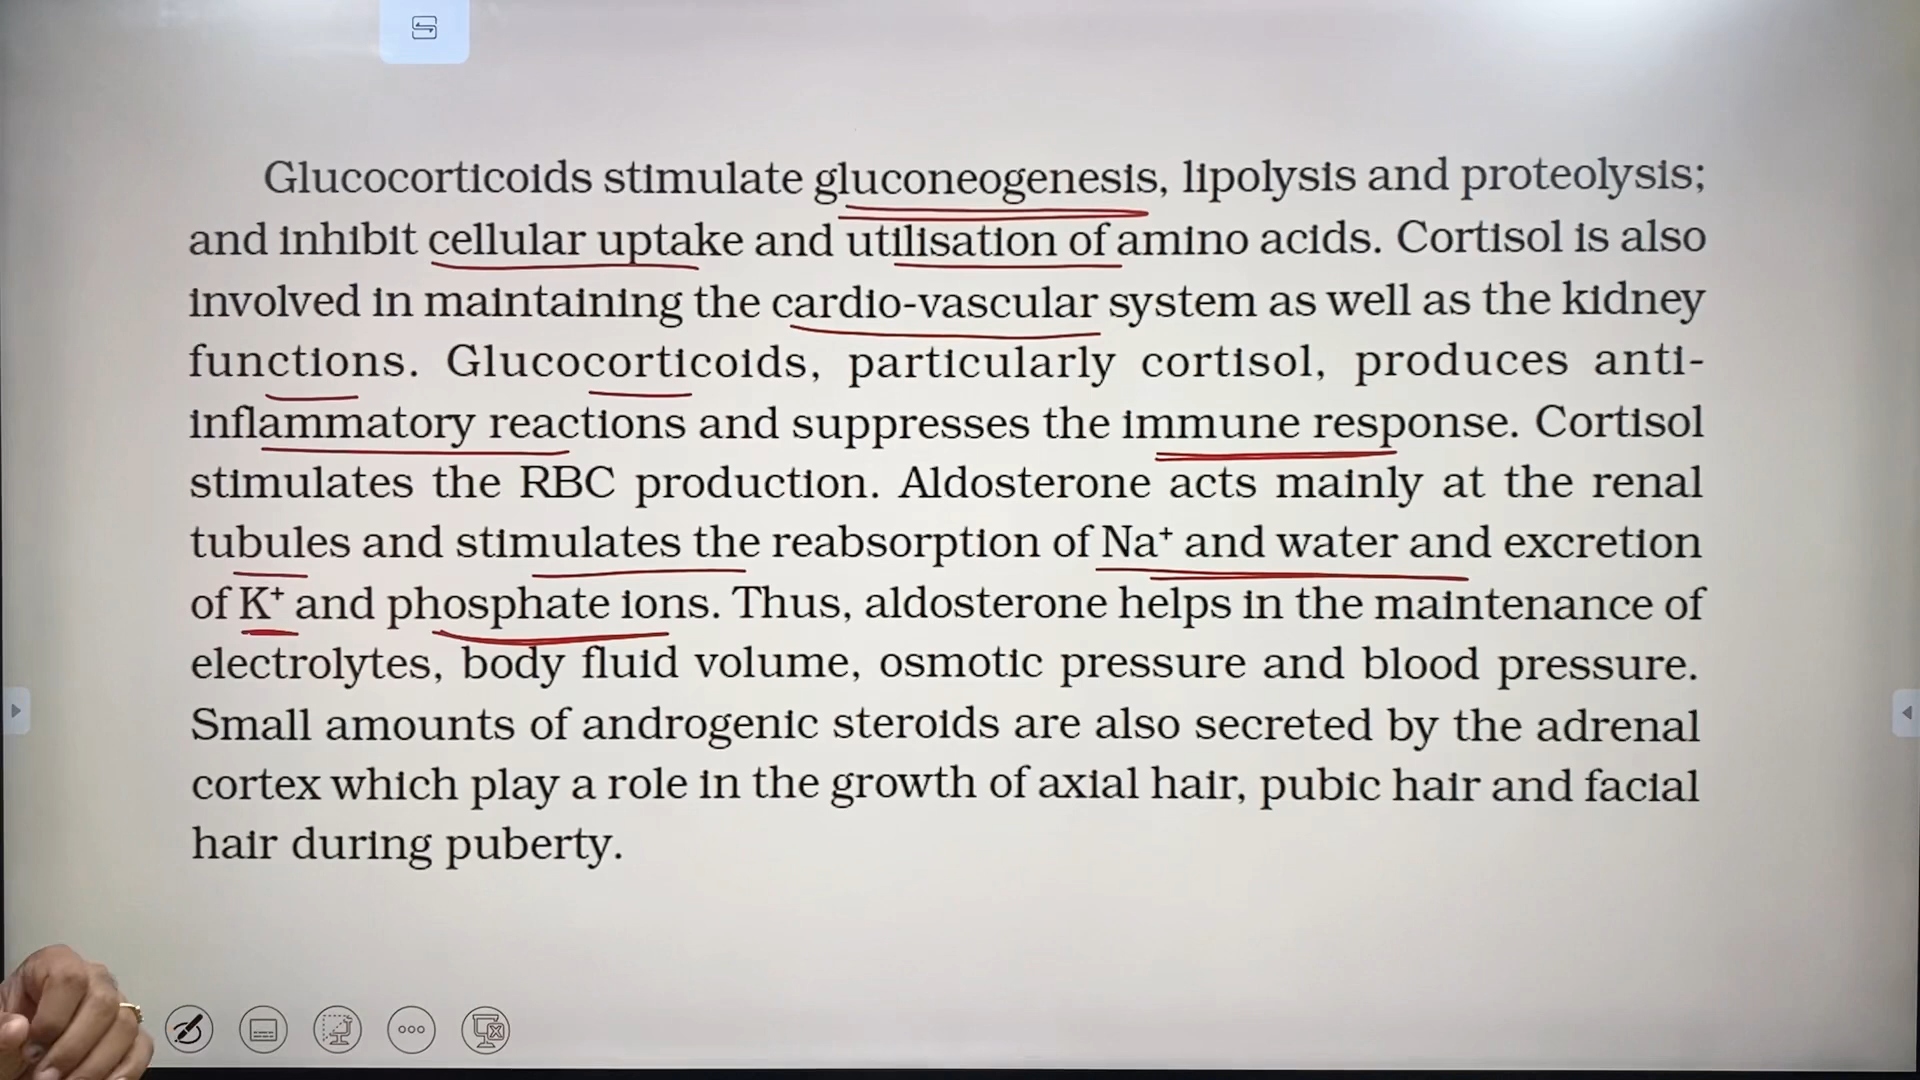 Glucocorticoids stimulate gluconeogenesis, lipolysis and proteolysis;
and inhibit cellular uptake and utilisation of amino acids. Cortisol is also
involved in maintaining the cardio-vascular system as well as the kidney
functions. Glucocorticoids, particularly cortisol, produces anti-
inflammatory reactions and suppresses the immune response. Cortisol
stimulates the RBC production. Aldosterone acts mainly at the renal
tubules and stimulates the reabsorption of Na⁺ and water and excretion
of K⁺ and phosphate ions. Thus, aldosterone helps in the maintenance of
electrolytes, body fluid volume, osmotic pressure and blood pressure.
Small amounts of androgenic steroids are also secreted by the adrenal
cortex which play a role in the growth of axial hair, pubic hair and facial
hair during puberty.